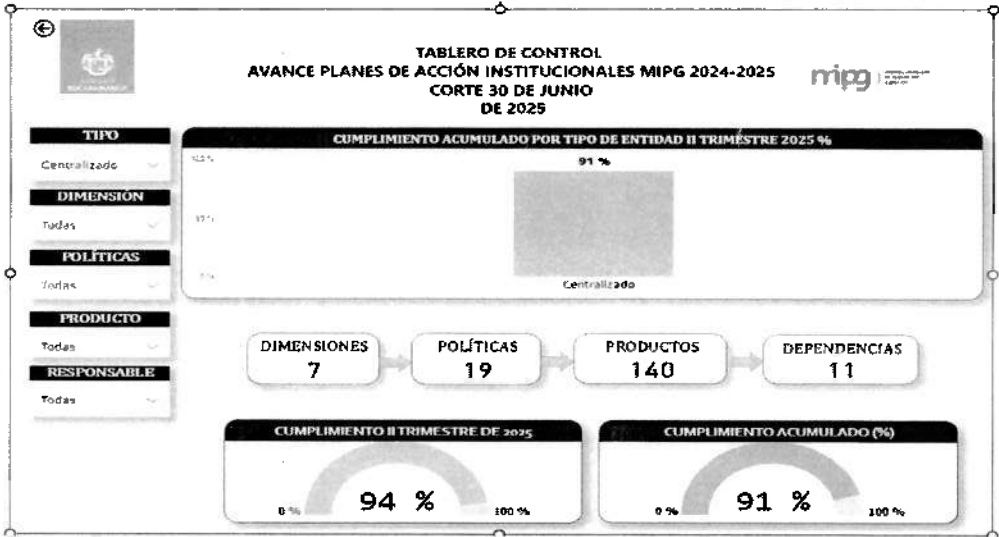 TABLERO DE CONTROL
AVANCE PLANES DE ACCIÓN INSTITUCIONALES MIPG 2024-2025
CORTE 30 DE JUNIO
DE 2025
mipg
TIPO
Centralizado
DIMENSIÓN
Todas
POLÍTICAS
Todas
PRODUCTO
Todas
RESPONSABLE
Todas
CUMPLIMIENTO ACUMULADO POR TIPO DE ENTIDAD II TRIMESTRE 2025 %
91 %
Centralizado
DIMENSIONES
7
POLÍTICAS
19
PRODUCTOS
140
DEPENDENCIAS
11
CUMPLIMIENTO II TRIMESTRE DE 2025
0 %
94 %
100 %
CUMPLIMIENTO ACUMULADO (%)
0 %
91 %
100 %